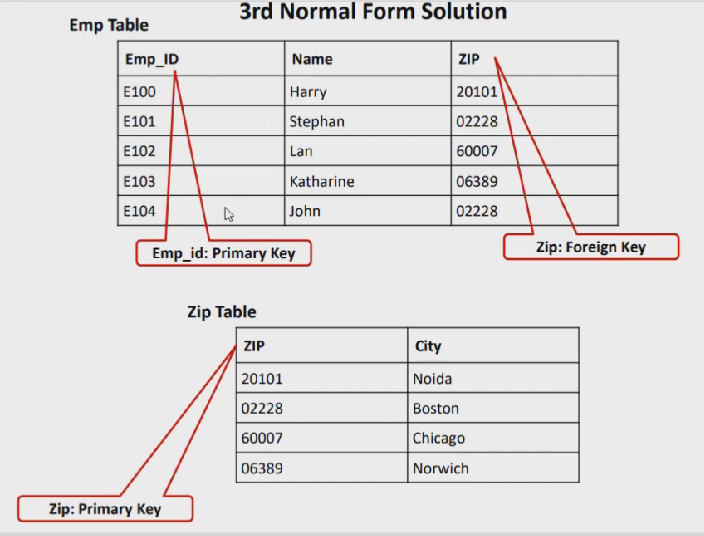 3rd Normal Form Solution
Emp Table
Emp_ID Name ZIP
E100 Harry 20101
E101 Stephan 02228
E102 Lan 60007
E103 Katharine 06389
E104 John 02228
Emp_id: Primary Key
Zip: Foreign Key
Zip Table
ZIP City
20101 Noida
02228 Boston
60007 Chicago
06389 Norwich
Zip: Primary Key